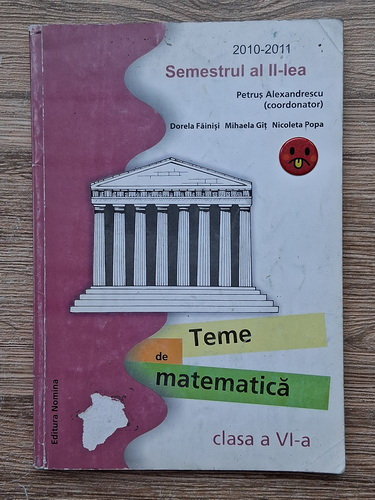 2010-2011
Semestrul al II-lea
Petruș Alexandrescu
(coordonator)
Dorela Făiniși Mihaela Giț Nicoleta Popa
Teme
de
matematică
clasa a VI-a
Editura Nomina